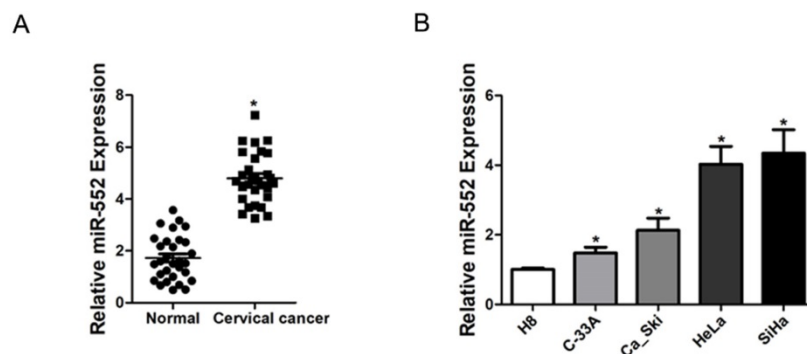 A
Relative miR-552 Expression
8
6
4
2
0
*
Normal
Cervical cancer
B
Relative miR-552 Expression
6
4
2
0
*
*
*
*
H8
C-33A
Ca_Ski
HeLa
SiHa